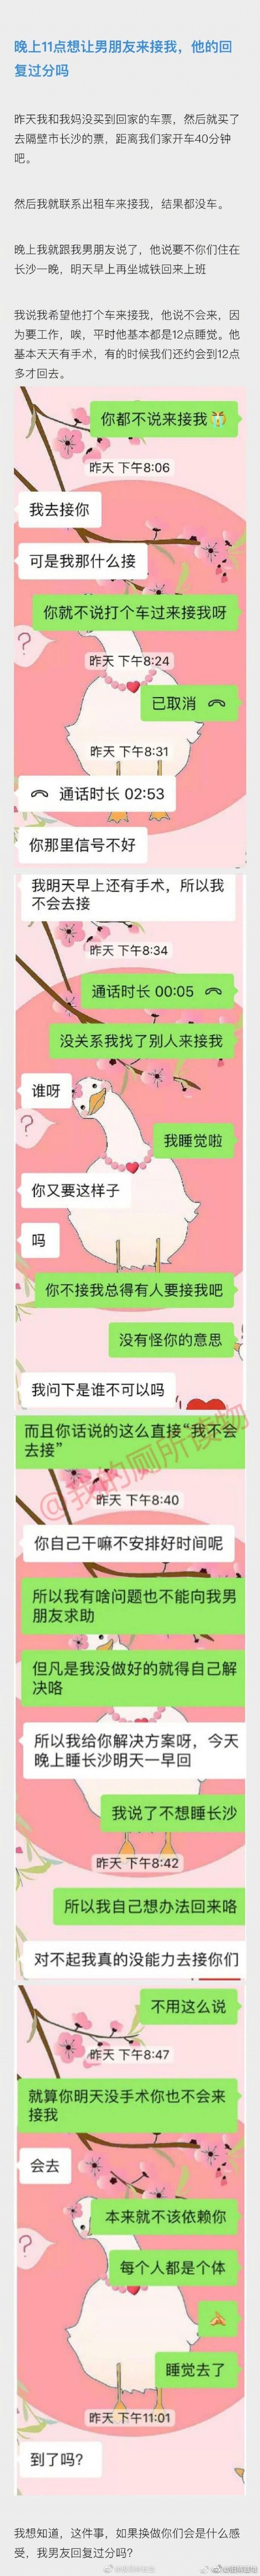 晚上11点想让男朋友来接我，他的回
复过分吗
昨天我和我妈没买到回家的车票，然后就买了
去隔壁市长沙的票，距离我们家开车40分钟
吧。
然后我就联系出租车来接我，结果都没车。
晚上我就跟我男朋友说了，他说要不你们住在
长沙一晚，明天早上再坐城铁回来上班
我说我希望他打个车来接我，他说不会来，因
为要工作，唉，平时他基本都是12点睡觉。他
基本天天有手术，有的时候我们还约会到12点
多才回去。
你都不说来接我
昨天 下午8:06
我去接你
可是我那什么接
你就不说打个车过来接我呀
昨天 下午8:24
已取消
昨天 下午8:31
通话时长 02:53
你那里信号不好
我明天早上还有手术，所以我
不会去接
昨天 下午8:34
通话时长 00:05
没关系我找了别人来接我
谁呀
我睡觉啦
你又要这样子
吗
你不接我总得有人要接我吧
没有怪你的意思
我问下是谁不可以吗
而且你话说的这么直接“我不会
去接”
@我的厕所读物
昨天 下午8:40
你自己干嘛不安排好时间呢
所以我有啥问题也不能向我男
朋友求助
但凡是我没做好的就得自己解
决咯
所以我给你解决方案呀，今天
晚上睡长沙明天一早回
我说了不想睡长沙
昨天 下午8:42
所以我自己想办法回来咯
对不起我真的没能力去接你们
不用这么说
昨天 下午8:47
就算你明天没手术你也不会来
接我
会去
本来就不该依赖你
每个人都是个体
睡觉去了
昨天 下午11:01
到了吗？
我想知道，这件事，如果换做你们会是什么感
受，我男友回复过分吗？